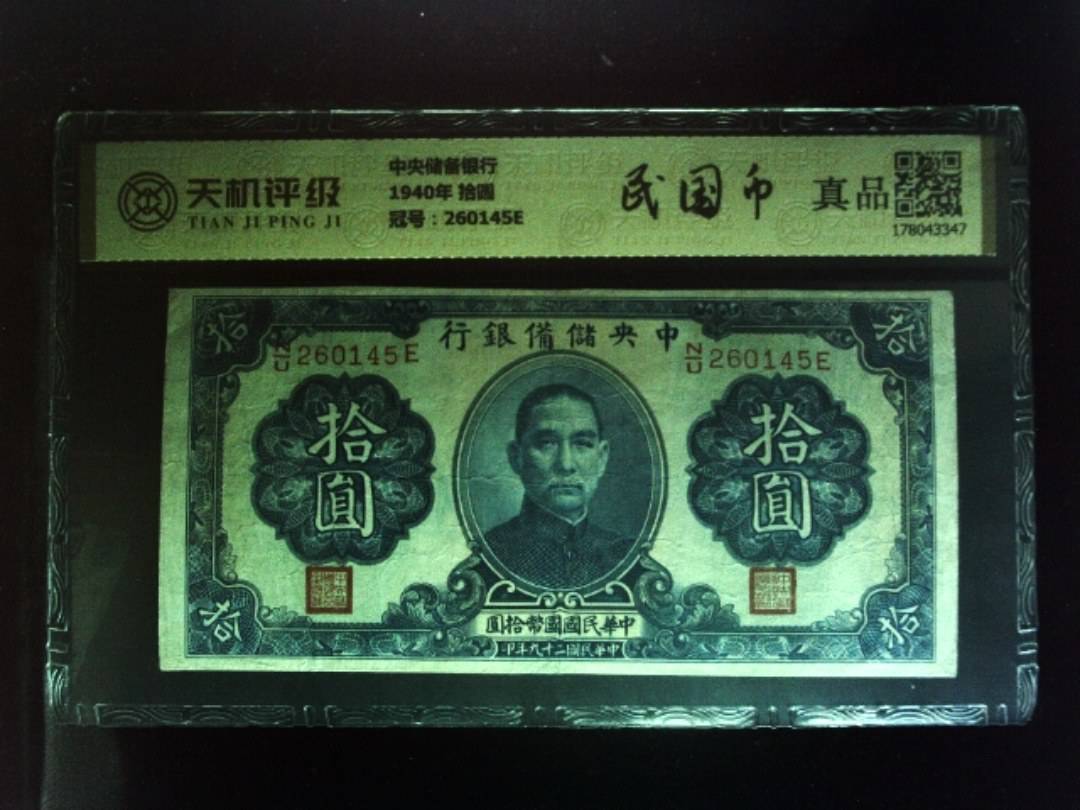 天机评级
TIAN JI PING JI
中央储备银行
1940年 拾圆
冠号：260145E
民国币
真品
178043347
行銀備儲央中
拾
拾
CUZ 260145E
CUZ 260145E
拾圓
拾圓
圓拾幣國國民華中
印年九十二國民華中
拾
拾